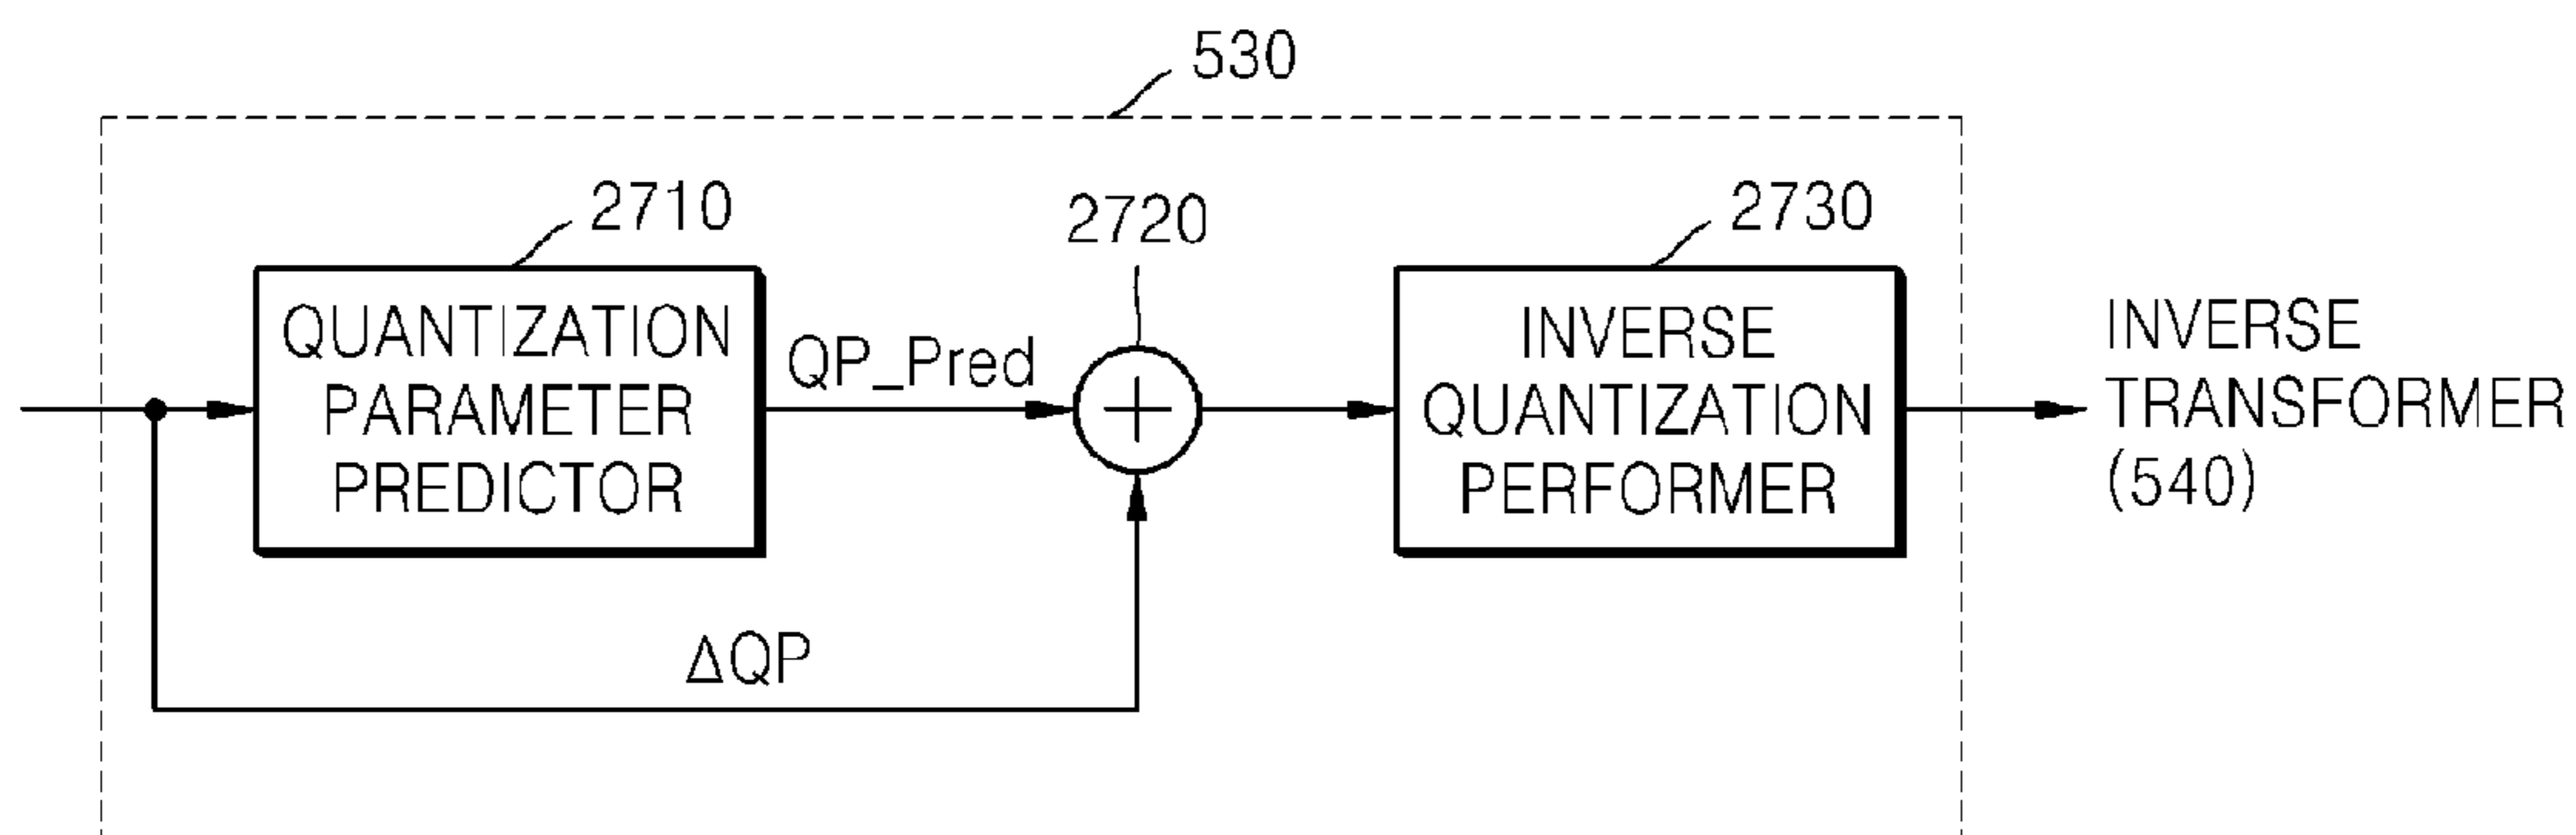 530
2710
2720
2730
QUANTIZATION
PARAMETER
PREDICTOR
QP_Pred
INVERSE
QUANTIZATION
PERFORMER
INVERSE
TRANSFORMER
(540)
ΔQP